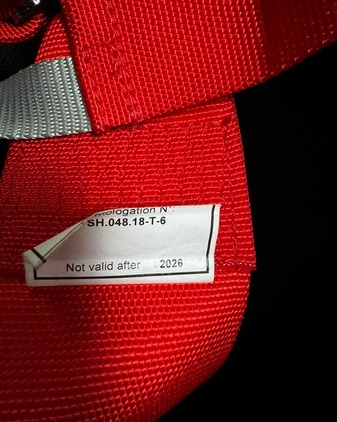 mologation N°:
SH.048.18-T-6
Not valid after 2026